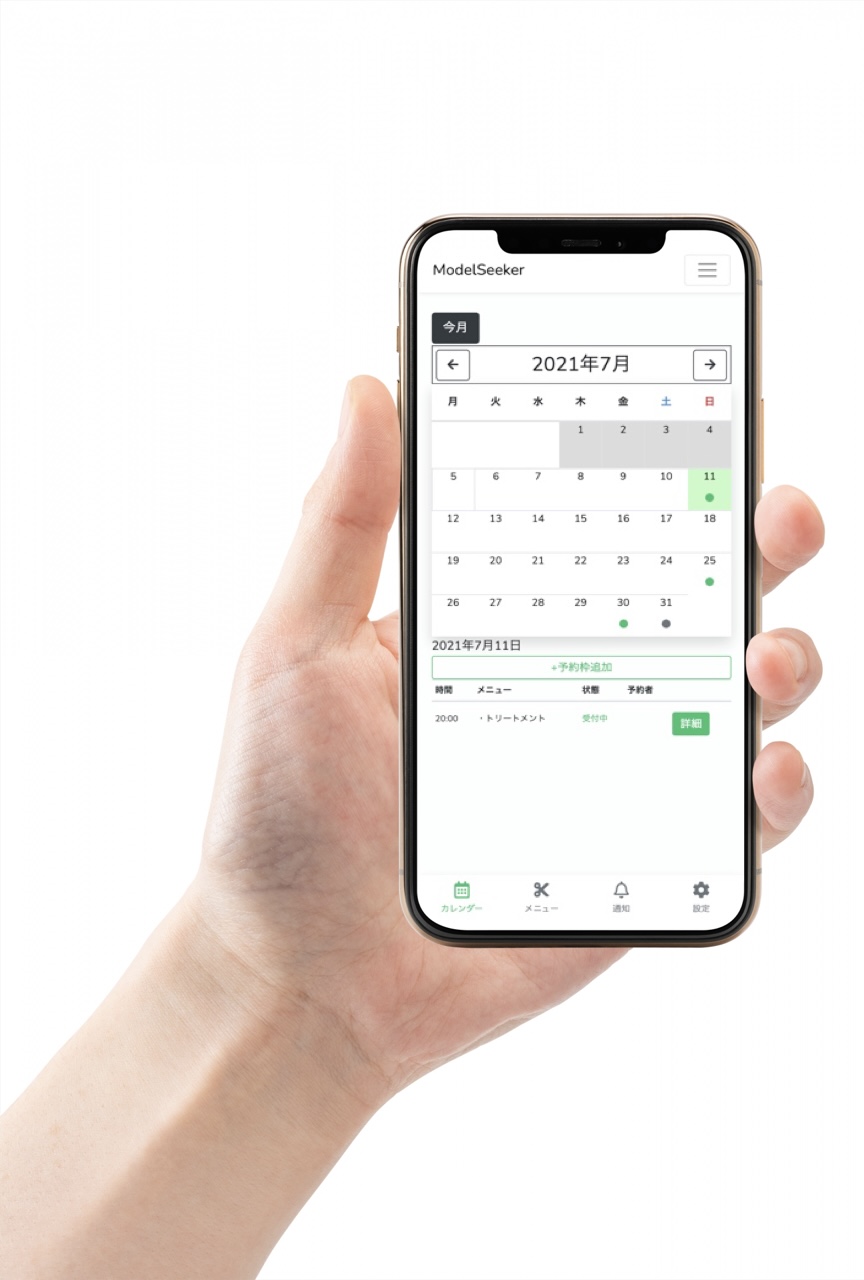 ModelSeeker
今月
2021年7月
月 火 水 木 金 土 日
1 2 3 4
5 6 7 8 9 10 11
12 13 14 15 16 17 18
19 20 21 22 23 24 25
26 27 28 29 30 31
2021年7月11日
+予約枠追加
時間 メニュー 状態 予約者
20:00 ・トリートメント 受付中 詳細
カレンダー メニュー 通知 設定